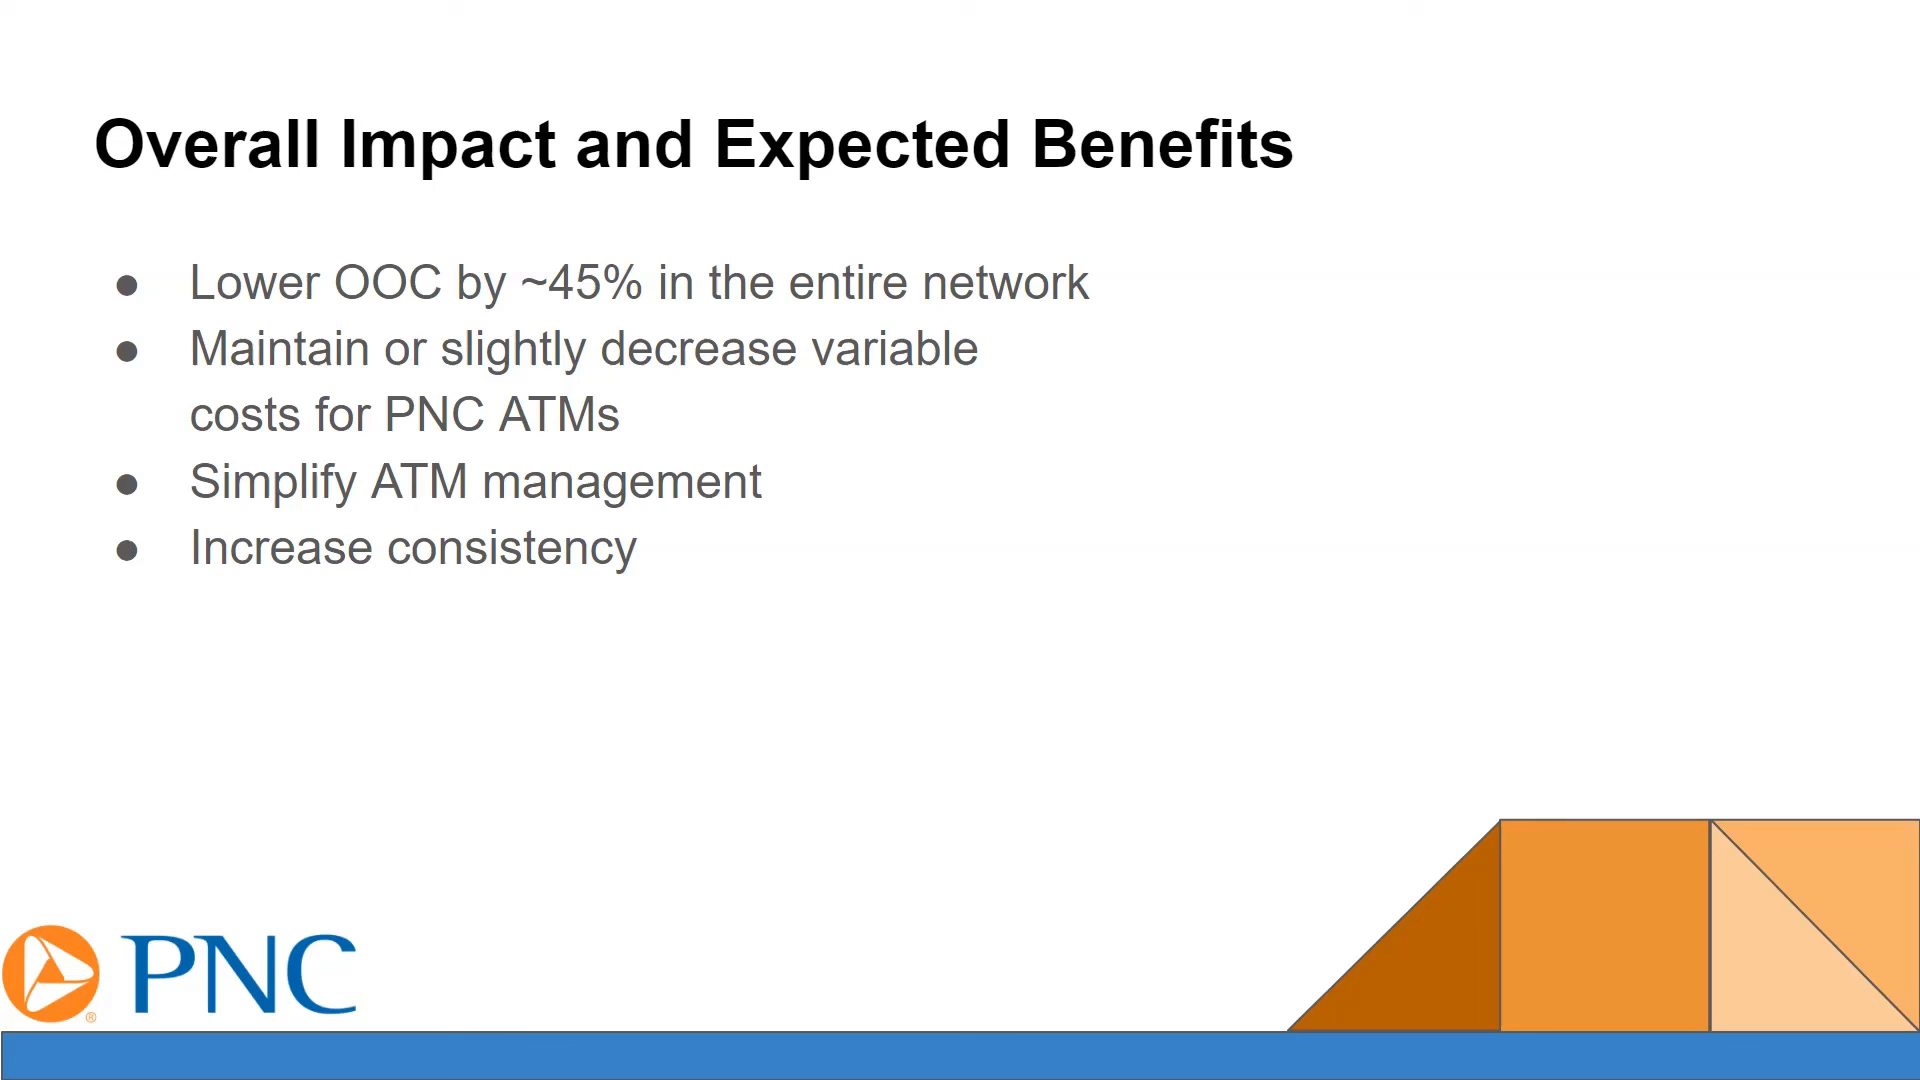 Overall Impact and Expected Benefits
● Lower OOC by ~45% in the entire network
● Maintain or slightly decrease variable
costs for PNC ATMs
● Simplify ATM management
● Increase consistency
PNC
®